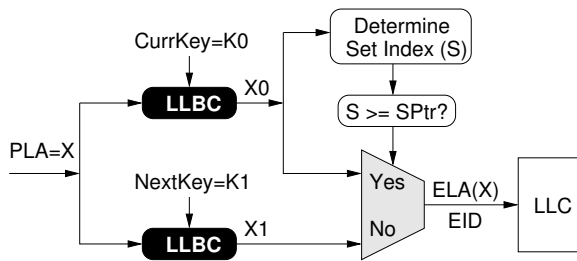 CurrKey=K0
LLBC
X0
Determine
Set Index (S)
S >= SPtr?
PLA=X
NextKey=K1
LLBC
X1
Yes
No
ELA(X)
EID
LLC